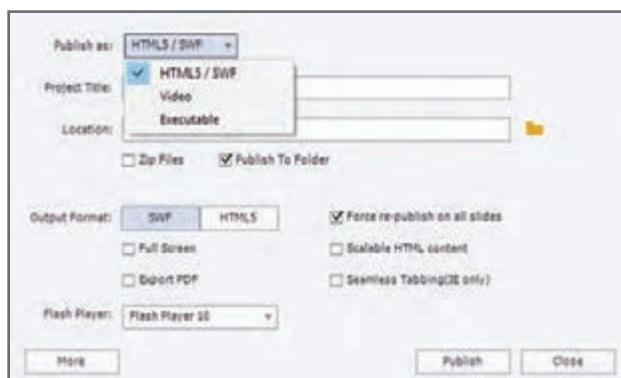 Publish as: HTML5 / SWF
HTML5 / SWF
Project Title:
Video
Executable
Location:
Zip Files Publish To Folder
Output Format: SWF HTML5 Force re-publish on all slides
Full Screen Scalable HTML content
Export PDF Seamless Tabbing(IE only)
Flash Player: Flash Player 10
More Publish Close